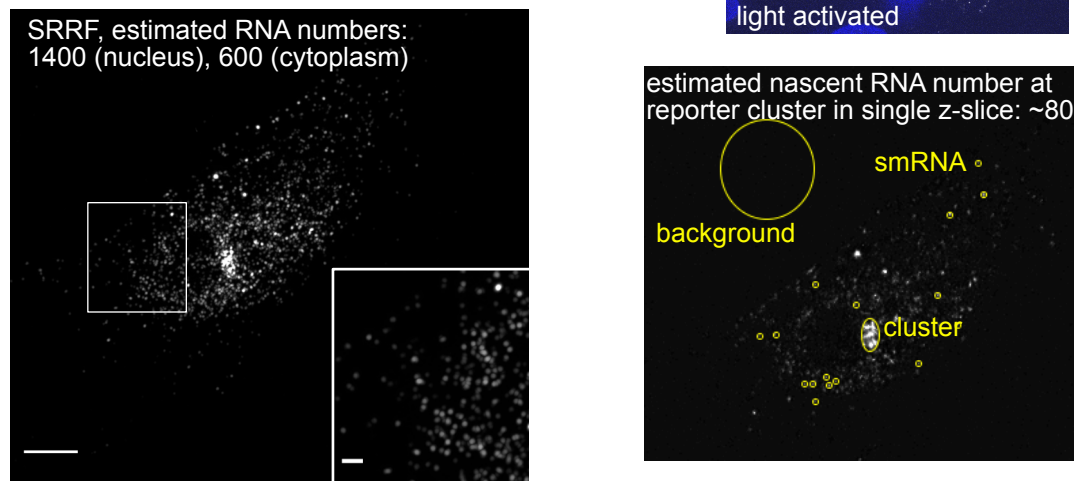 SRRF, estimated RNA numbers:
1400 (nucleus), 600 (cytoplasm)
light activated
estimated nascent RNA number at
reporter cluster in single z-slice: ~80
smRNA
background
cluster